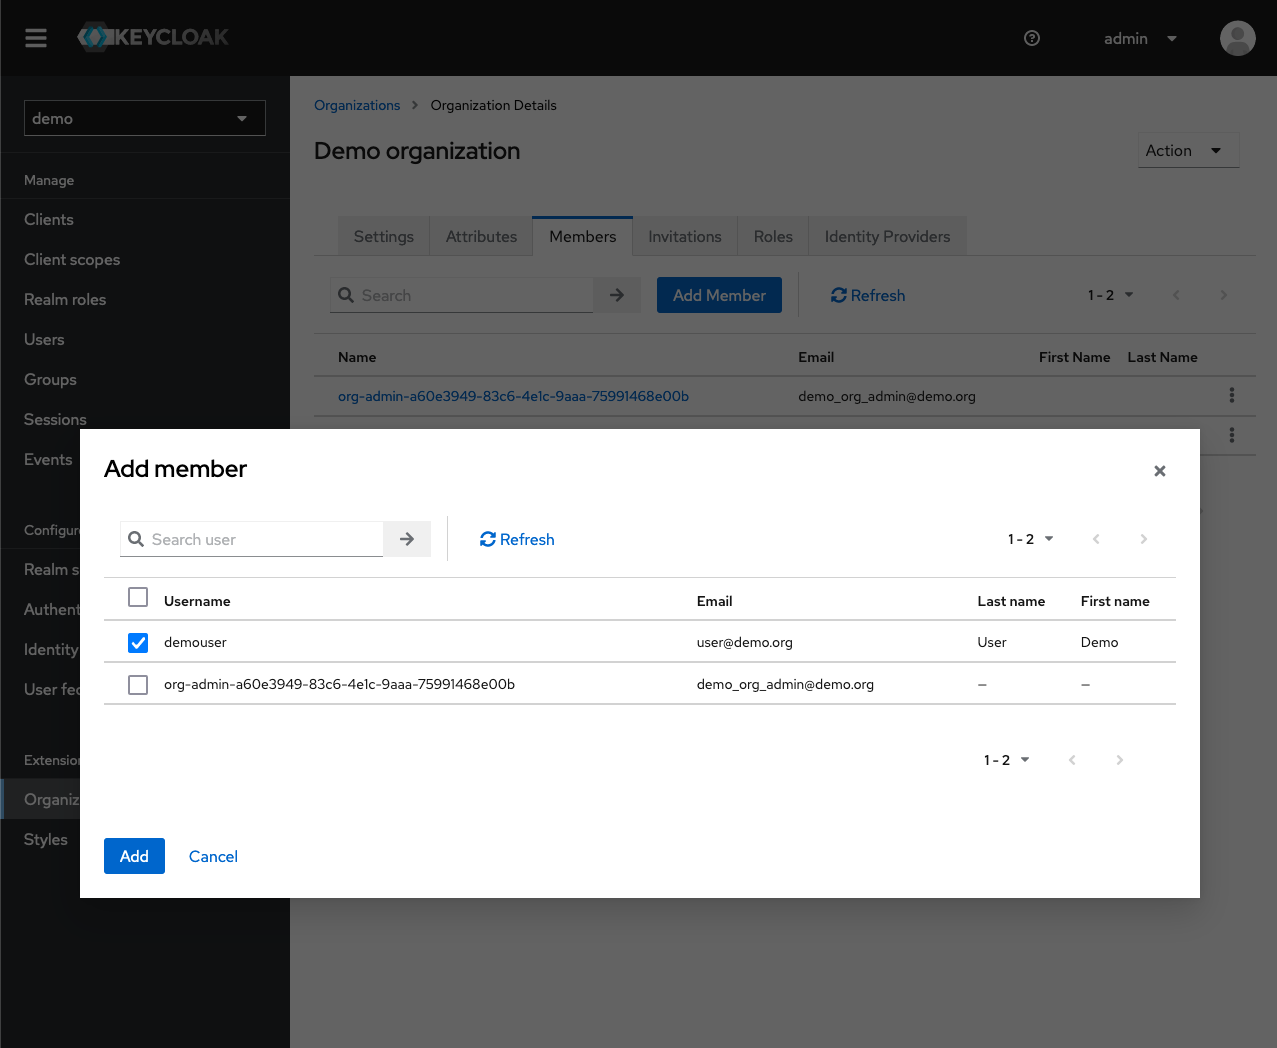 KEYCLOAK
admin
demo
Manage
Clients
Client scopes
Realm roles
Users
Groups
Sessions
Events
Configure
Realm s
Authent
Identity
User fed
Extension
Organiz
Styles
Organizations > Organization Details
Demo organization
Action
Settings Attributes Members Invitations Roles Identity Providers
Search Add Member Refresh 1 - 2
Name Email First Name Last Name
org-admin-a60e3949-83c6-4e1c-9aaa-75991468e00b demo_org_admin@demo.org
Add member
Search user Refresh 1 - 2
Username Email Last name First name
demouser user@demo.org User Demo
org-admin-a60e3949-83c6-4e1c-9aaa-75991468e00b demo_org_admin@demo.org – –
1 - 2
Add Cancel